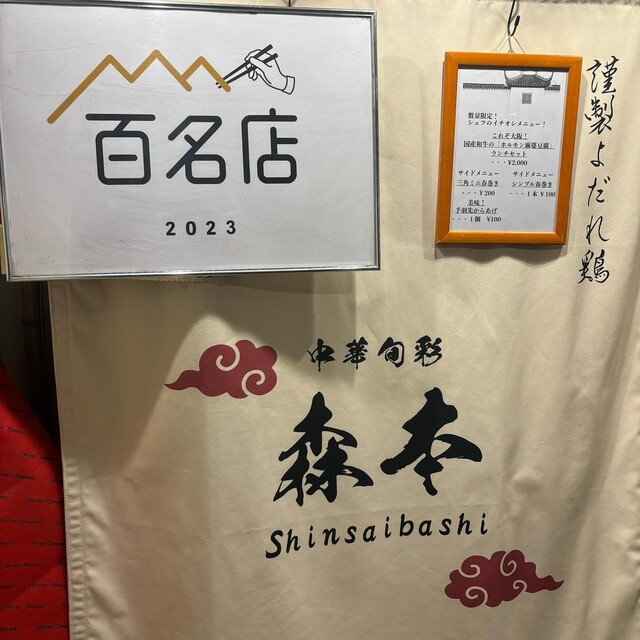 百名店
2023
数量限定!
シェフのイチオシメニュー!
これぞ大阪!
国産和牛の「ホルモン麻婆豆腐」
ランチセット
・・・¥2,000
サイドメニュー
三角ミニ春巻き
・・・¥200
サイドメニュー
シンプル春巻き
・・・1本 ¥100
美味!
手羽先からあげ
・・・1個 ¥100
謹製よだれ鶏
中華旬彩
森本
Shinsaibashi